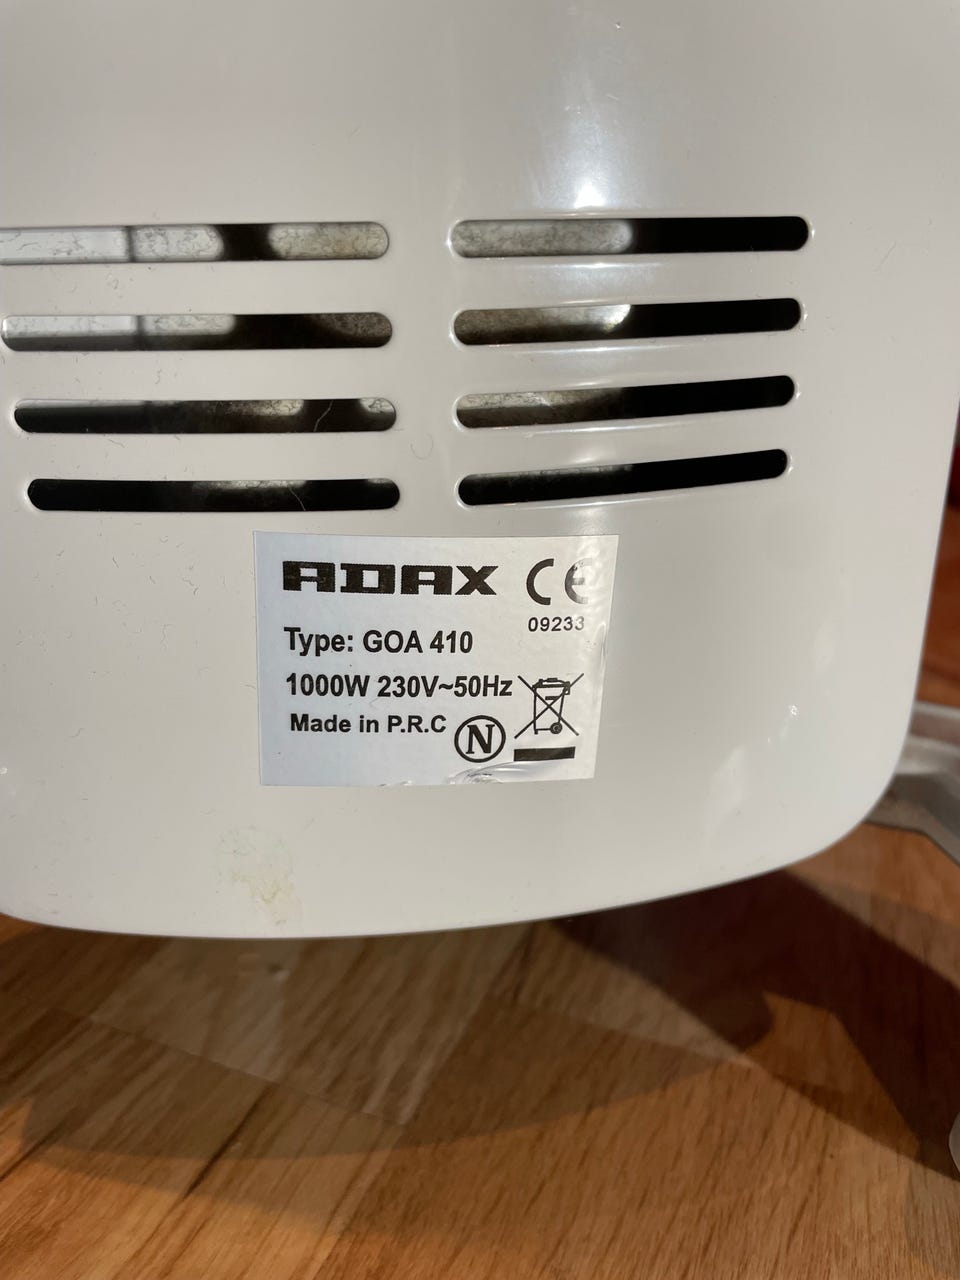 ADAX CE
09233
Type: GOA 410
1000W 230V~50Hz
Made in P.R.C N